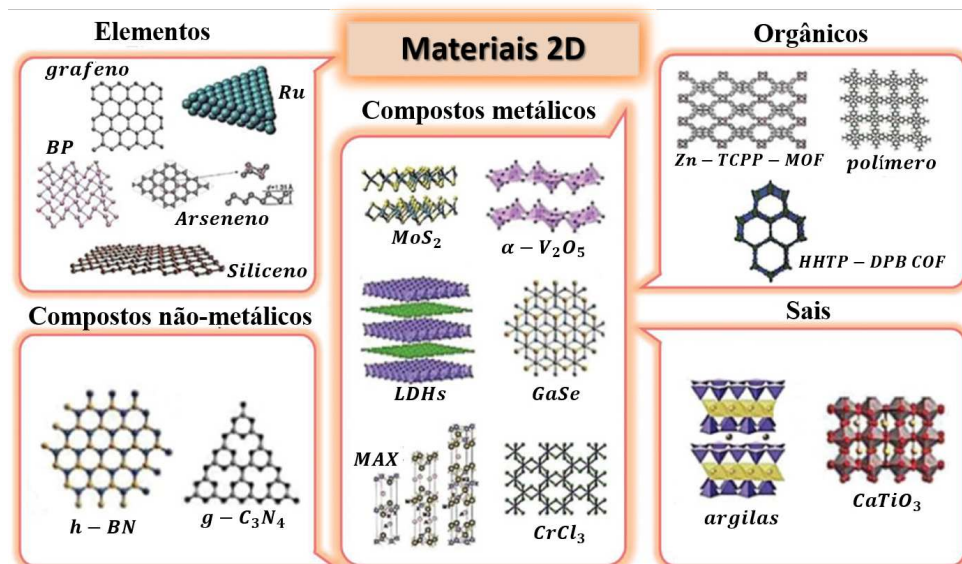 Materiais 2D
Elementos
grafeno
Ru
BP
Arseneno
Siliceno
Compostos não-metálicos
h − BN
g − C₃N₄
Compostos metálicos
MoS₂
α − V₂O₅
LDHs
GaSe
MAX
CrCl₃
Orgânicos
Zn − TCPP − MOF
polímero
HHTP − DPB COF
Sais
argilas
CaTiO₃